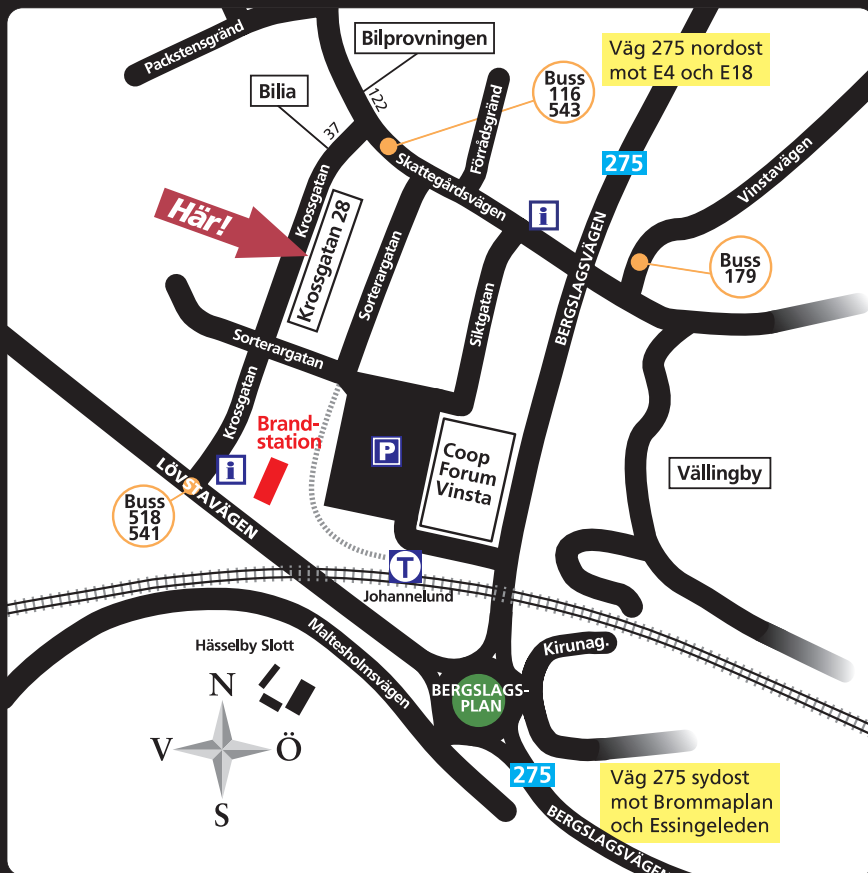 Packstensgränd
Bilprovningen
Väg 275 nordost
mot E4 och E18
Buss
116
543
Bilia
122
37
Förrådsgränd
275
Vinstavägen
Skattegårdsvägen
Här!
Krossgatan
Krossgatan 28
i
BERGSLAGSVÄGEN
Buss
179
Sorterargatan
Siktgatan
Sorterargatan
Krossgatan
Brand-
station
P
Coop
Forum
Vinsta
Vällingby
i
LÖVSTAVÄGEN
Buss
518
541
T
Johannelund
Maltesholmsvägen
Kirunag.
Hässelby Slott
BERGSLAGS-
PLAN
N
V
Ö
S
275
Väg 275 sydost
mot Brommaplan
och Essingeleden
BERGSLAGSVÄGEN